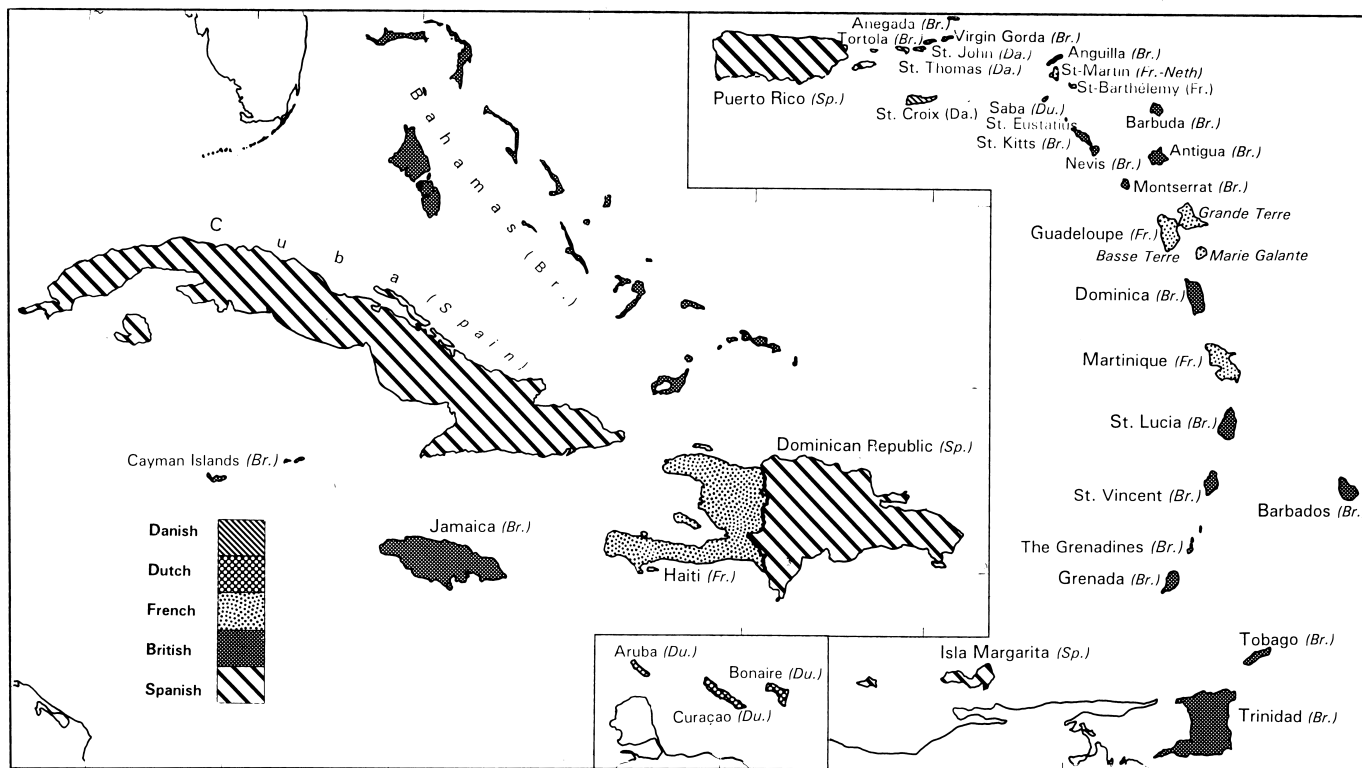 Anegada (Br.)
Tortola (Br.)
Virgin Gorda (Br.)
St. John (Da.)
St. Thomas (Da.)
Anguilla (Br.)
St-Martin (Fr.-Neth)
St-Barthélemy (Fr.)
Puerto Rico (Sp.)
St. Croix (Da.)
Saba (Du.)
St. Eustatius
St. Kitts (Br.)
Nevis (Br.)
Barbuda (Br.)
Antigua (Br.)
Montserrat (Br.)
Grande Terre
Guadeloupe (Fr.)
Basse Terre
Marie Galante
Dominica (Br.)
Martinique (Fr.)
St. Lucia (Br.)
St. Vincent (Br.)
Barbados (Br.
The Grenadines (Br.)
Grenada (Br.)
Tobago (Br.)
Trinidad (Br.)
Isla Margarita (Sp.)
Bahamas (Br.)
Cuba (Spain)
Cayman Islands (Br.)
Jamaica (Br.)
Haiti (Fr.)
Dominican Republic (Sp.)
Aruba (Du.)
Bonaire (Du.)
Curaçao (Du.)
Danish
Dutch
French
British
Spanish